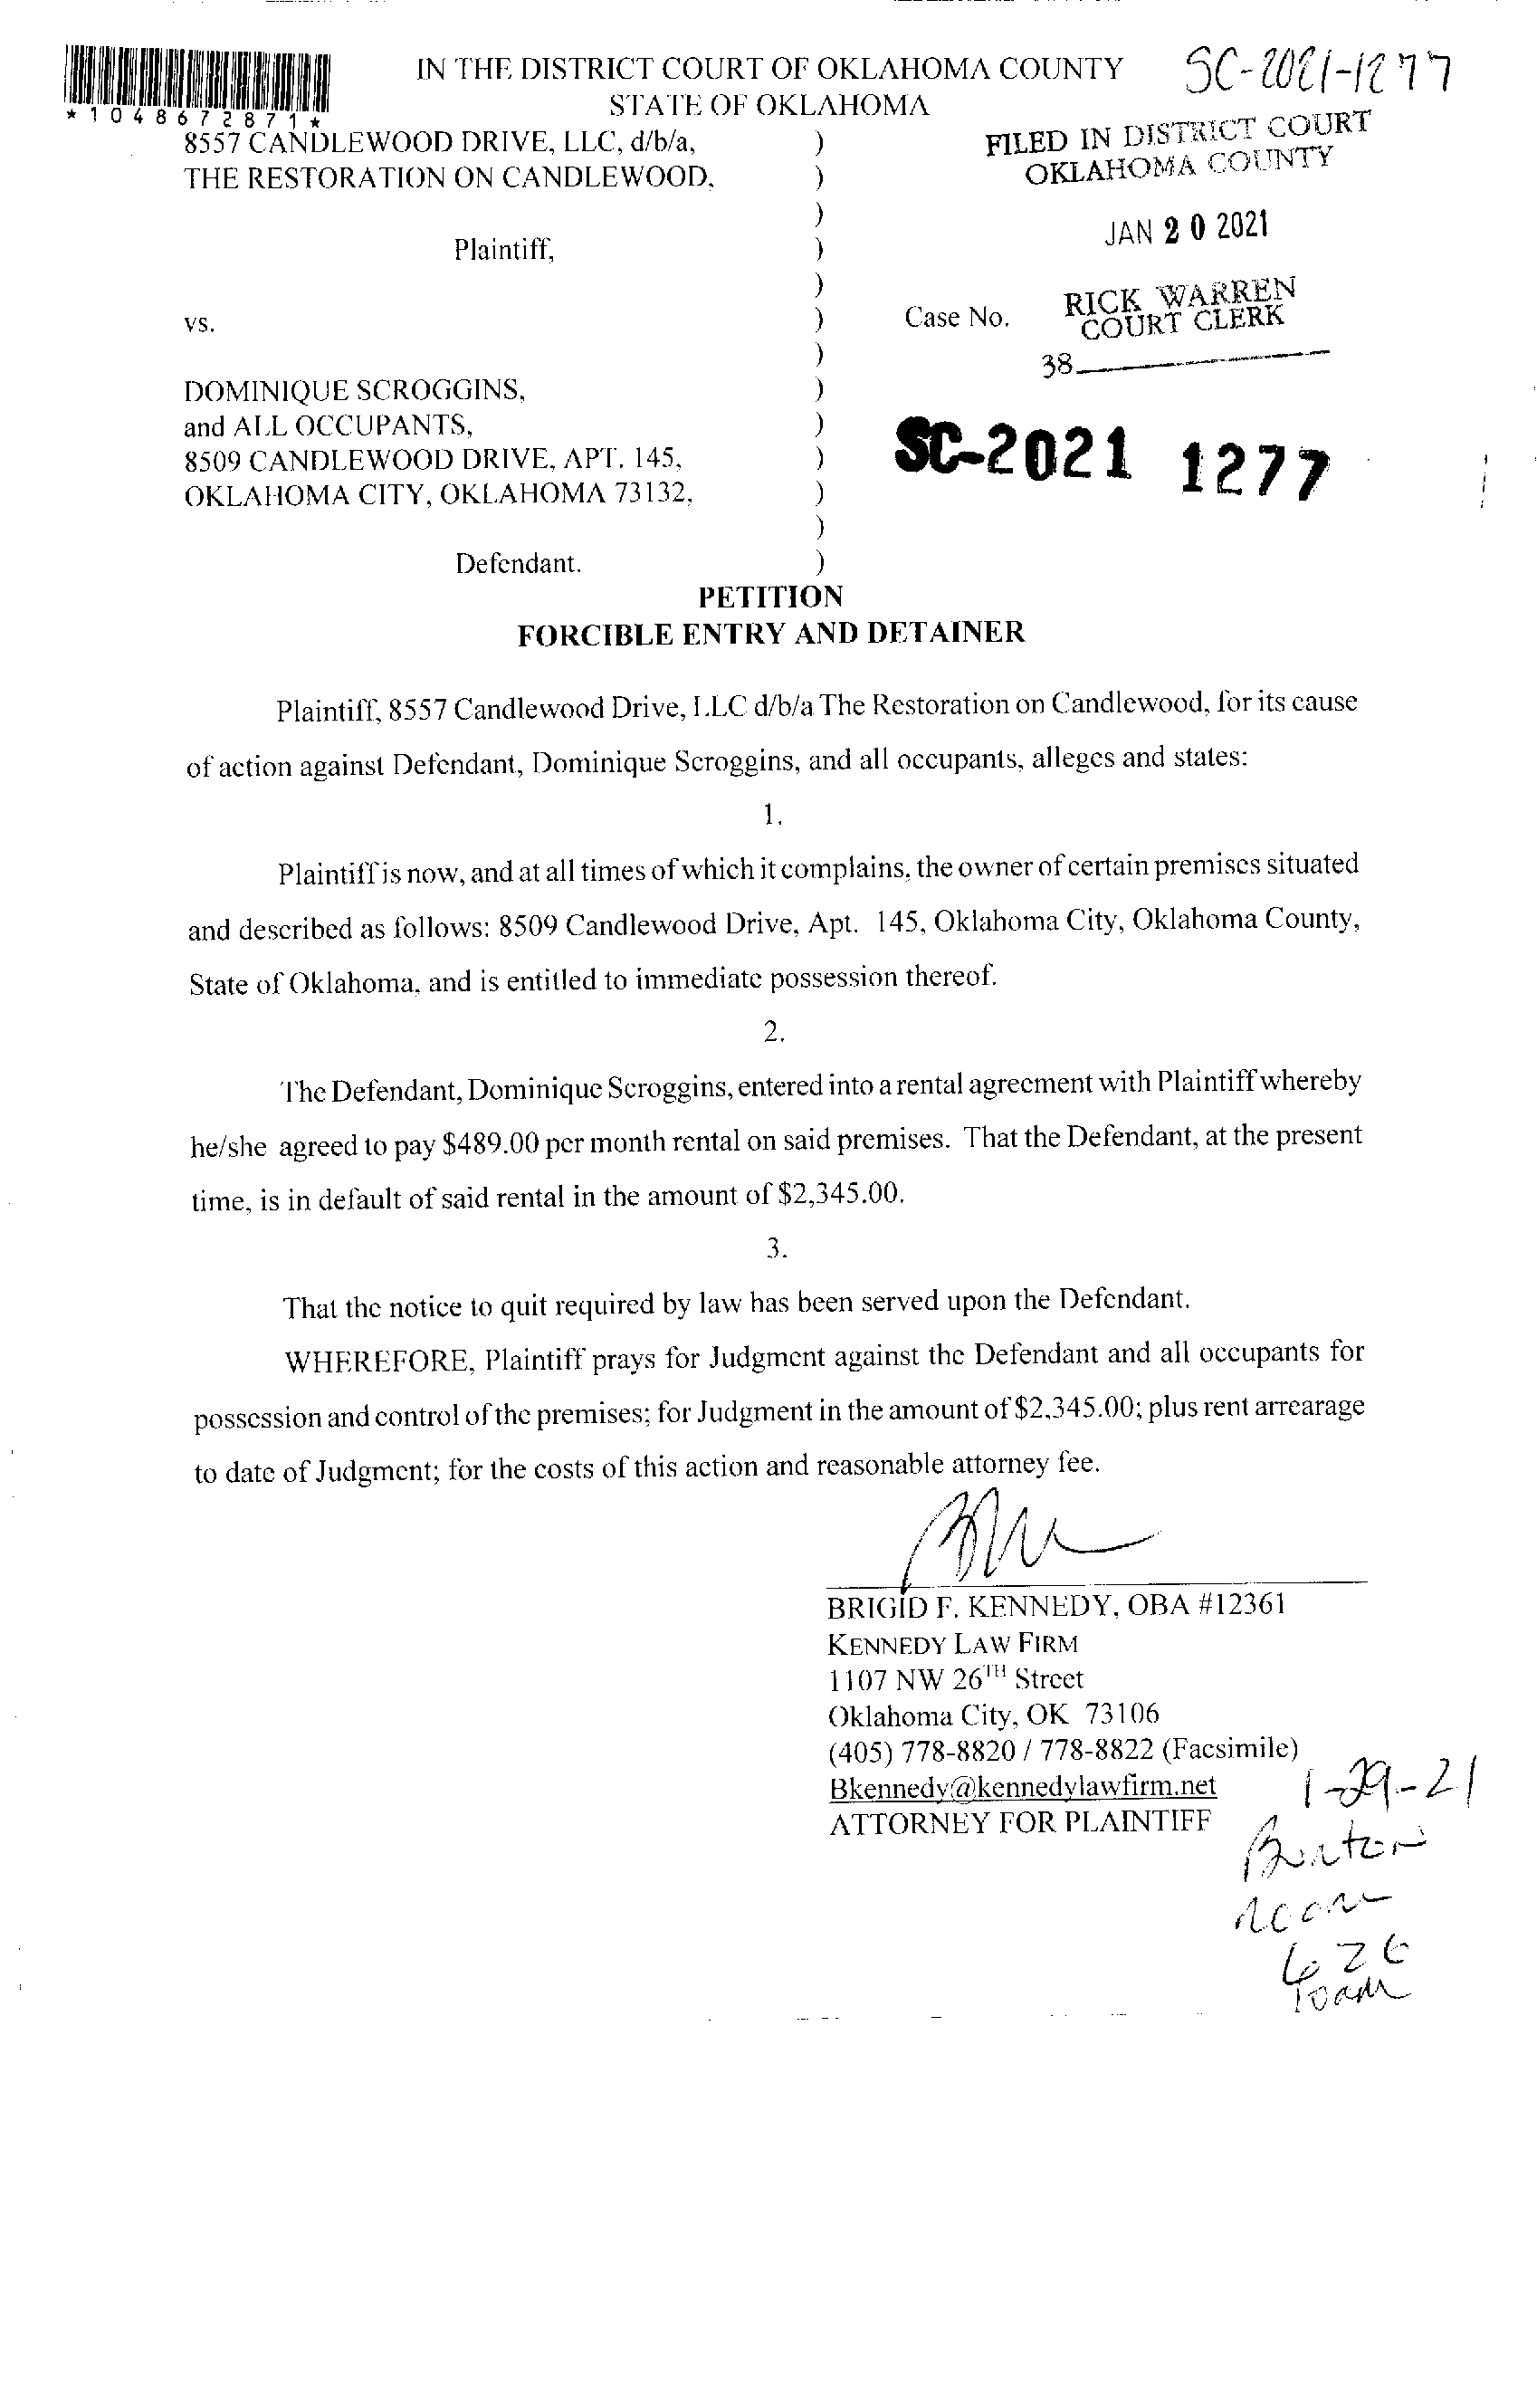 IN THE DISTRICT COURT OF OKLAHOMA COUNTY
SC-2021-1277
STATE OF OKLAHOMA
*1048672871*
8557 CANDLEWOOD DRIVE, LLC, d/b/a, )
THE RESTORATION ON CANDLEWOOD, )
)
Plaintiff, )
)
vs. )
)
DOMINIQUE SCROGGINS, )
and ALL OCCUPANTS, )
8509 CANDLEWOOD DRIVE, APT. 145, )
OKLAHOMA CITY, OKLAHOMA 73132, )
)
Defendant. )
FILED IN DISTRICT COURT
OKLAHOMA COUNTY
JAN 20 2021
RICK WARREN
COURT CLERK
Case No.
38
SC-2021 1277
PETITION
FORCIBLE ENTRY AND DETAINER
Plaintiff, 8557 Candlewood Drive, LLC d/b/a The Restoration on Candlewood, for its cause
of action against Defendant, Dominique Scroggins, and all occupants, alleges and states:
1.
Plaintiff is now, and at all times of which it complains, the owner of certain premises situated
and described as follows: 8509 Candlewood Drive, Apt. 145, Oklahoma City, Oklahoma County,
State of Oklahoma, and is entitled to immediate possession thereof.
2.
The Defendant, Dominique Scroggins, entered into a rental agreement with Plaintiff whereby
he/she agreed to pay $489.00 per month rental on said premises. That the Defendant, at the present
time, is in default of said rental in the amount of $2,345.00.
3.
That the notice to quit required by law has been served upon the Defendant.
WHEREFORE, Plaintiff prays for Judgment against the Defendant and all occupants for
possession and control of the premises; for Judgment in the amount of $2,345.00; plus rent arrearage
to date of Judgment; for the costs of this action and reasonable attorney fee.
BRIGID F. KENNEDY, OBA #12361
KENNEDY LAW FIRM
1107 NW 26TH Street
Oklahoma City, OK 73106
(405) 778-8820 / 778-8822 (Facsimile)
Bkennedy@kennedylawfirm.net
ATTORNEY FOR PLAINTIFF
1-29-21
room
626
10 am